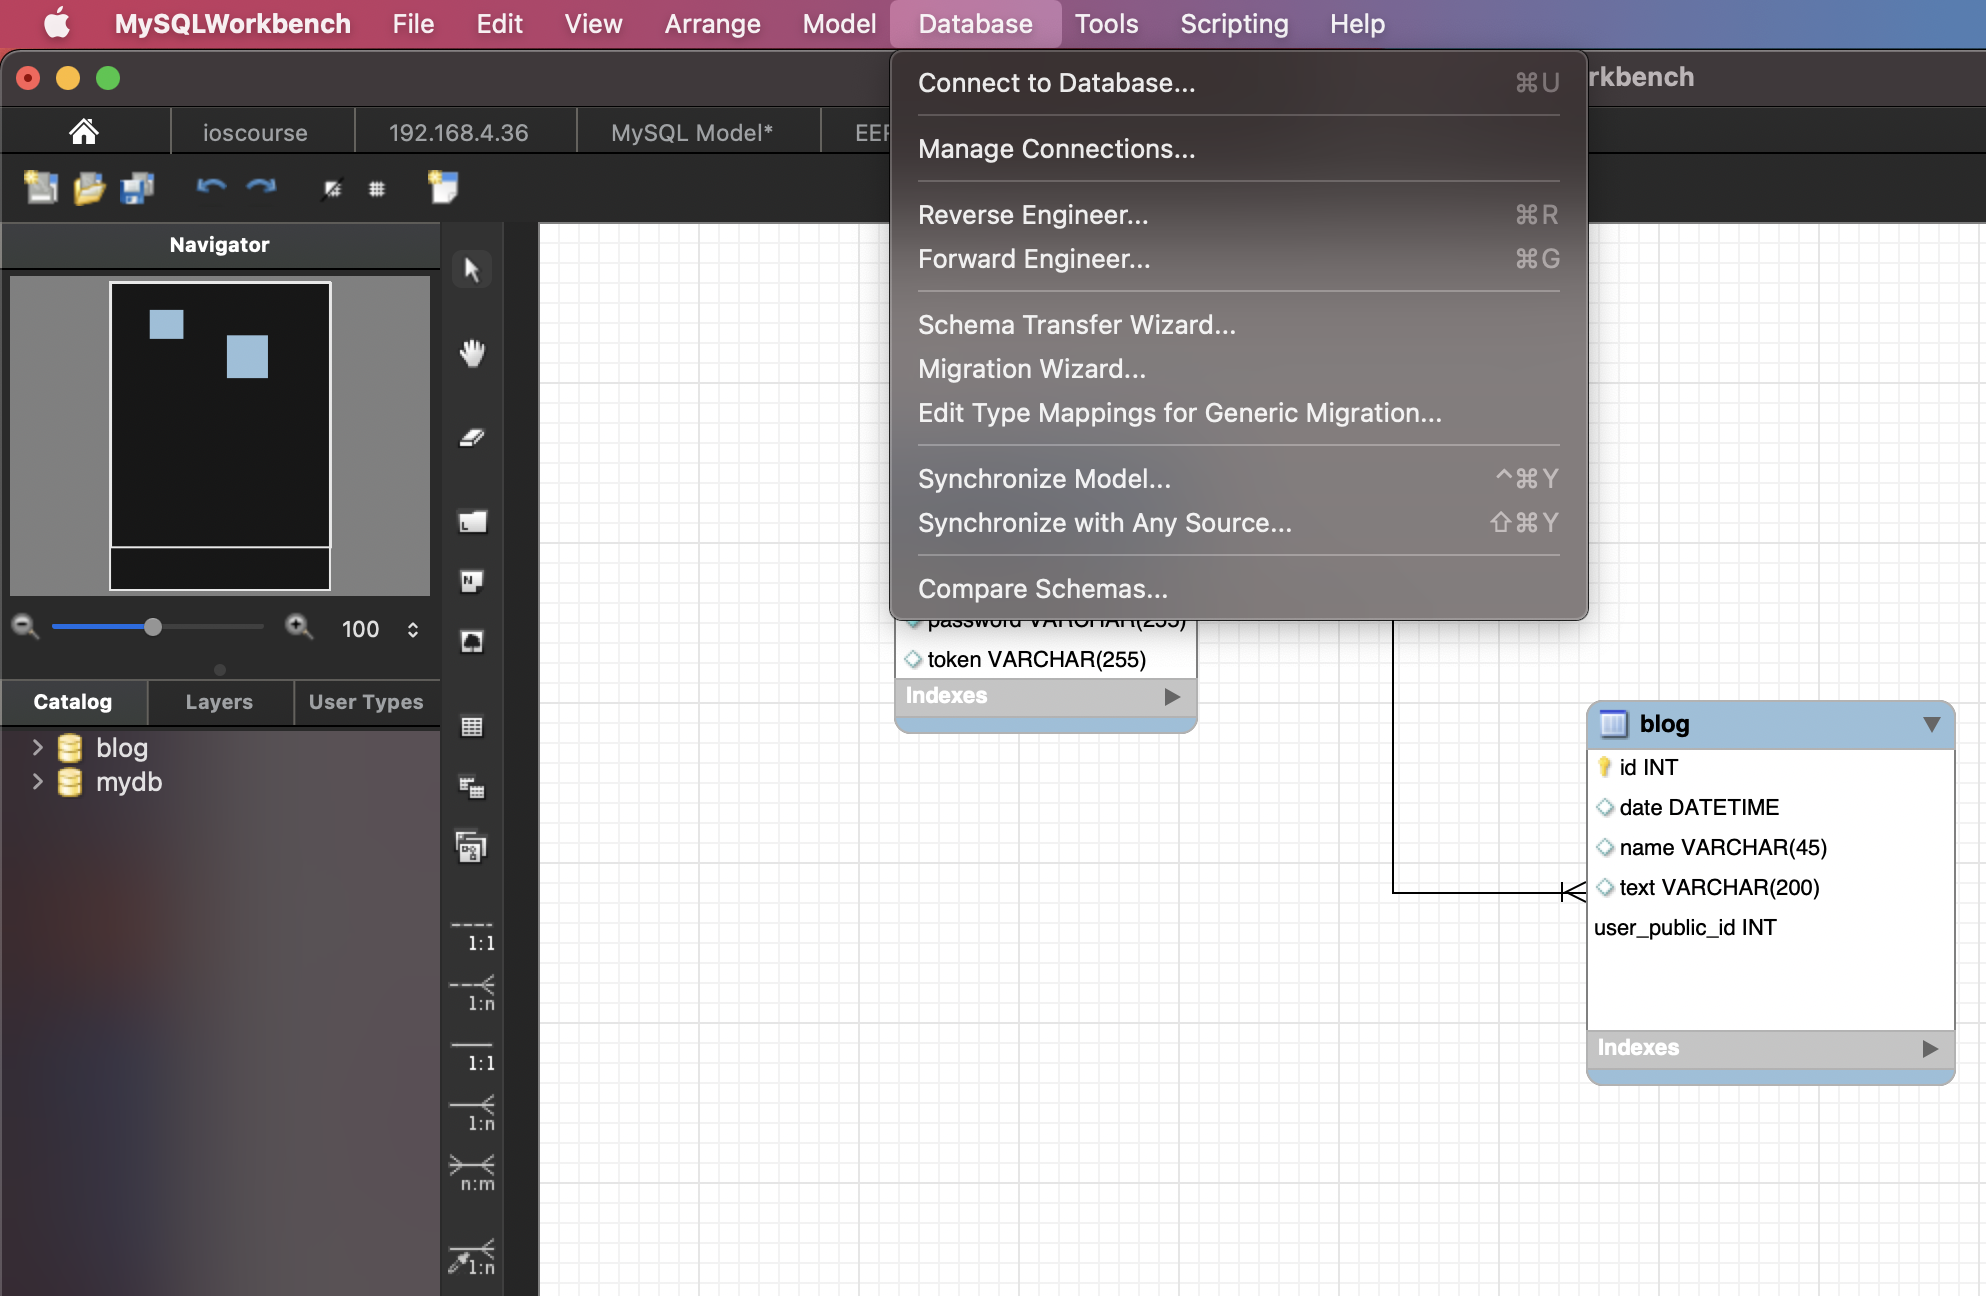 MySQLWorkbench File Edit View Arrange Model Database Tools Scripting Help
rkbench
ioscourse 192.168.4.36 MySQL Model* EER
Connect to Database... ⌘U
Manage Connections...
Reverse Engineer... ⌘R
Forward Engineer... ⌘G
Schema Transfer Wizard...
Migration Wizard...
Edit Type Mappings for Generic Migration...
Synchronize Model... ^⌘Y
Synchronize with Any Source... ⇧⌘Y
Compare Schemas...
Navigator
100
Catalog Layers User Types
blog
mydb
L
N
1:1
1:n
1:1
1:n
n:m
1:n
password VARCHAR(255)
token VARCHAR(255)
Indexes
blog
id INT
date DATETIME
name VARCHAR(45)
text VARCHAR(200)
user_public_id INT
Indexes